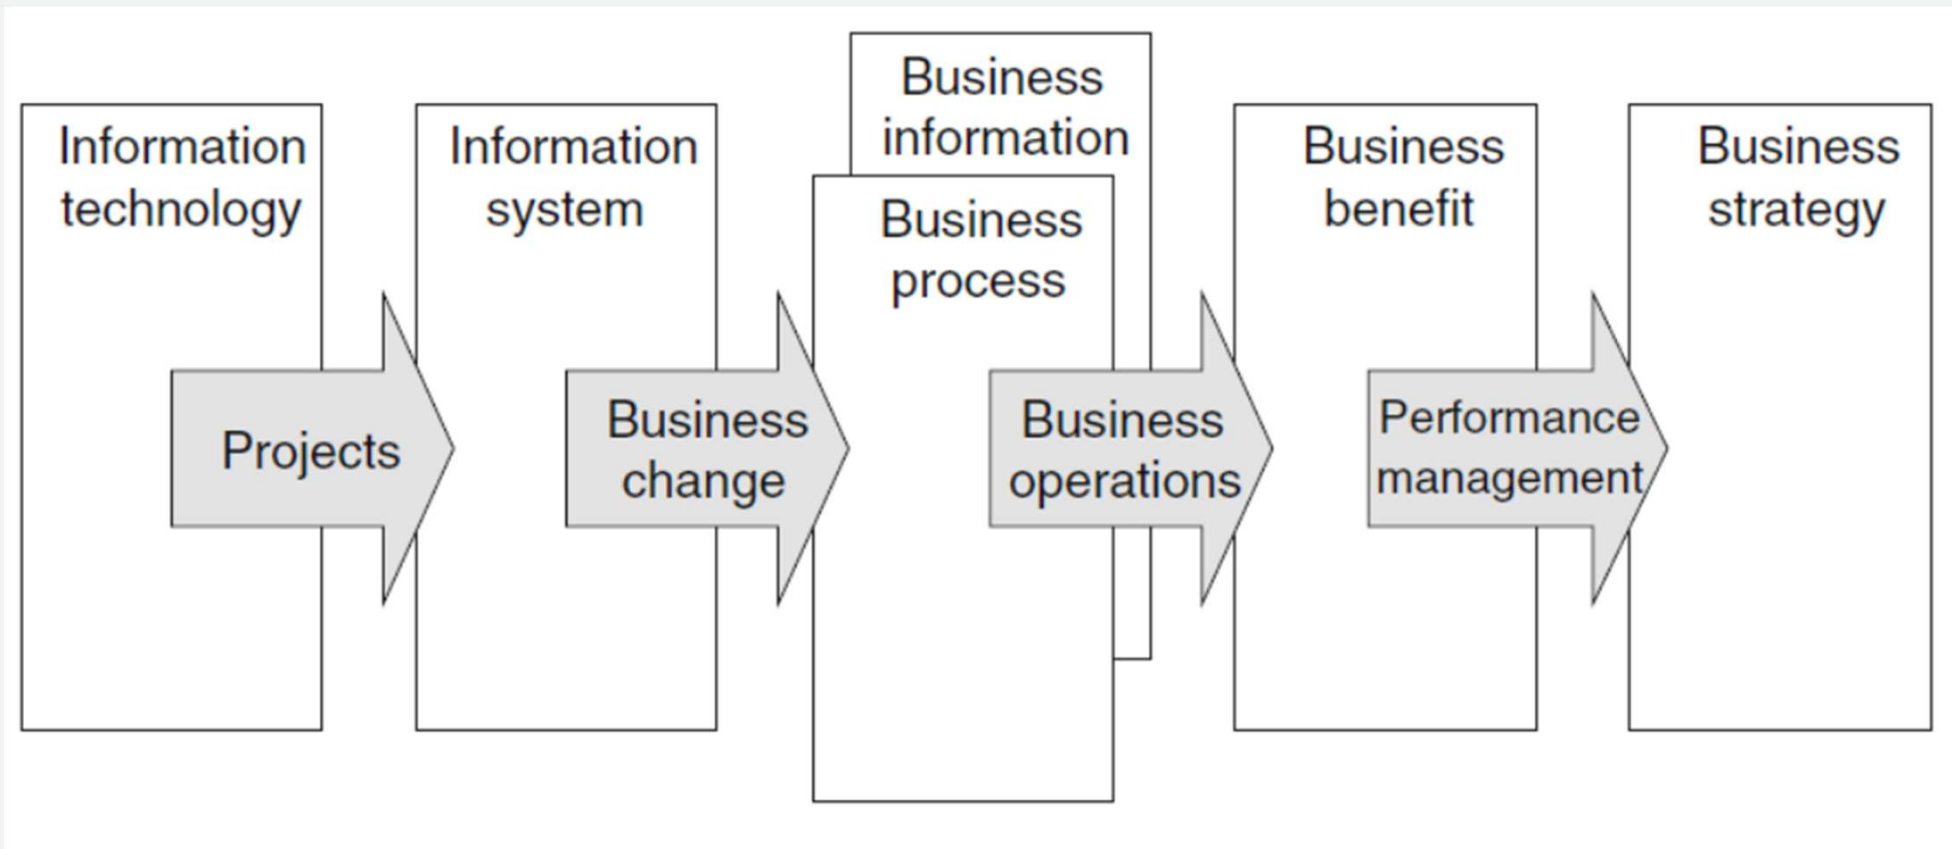 Information
technology
Information
system
Business
information
Business
process
Business
benefit
Business
strategy
Projects
Business
change
Business
operations
Performance
management